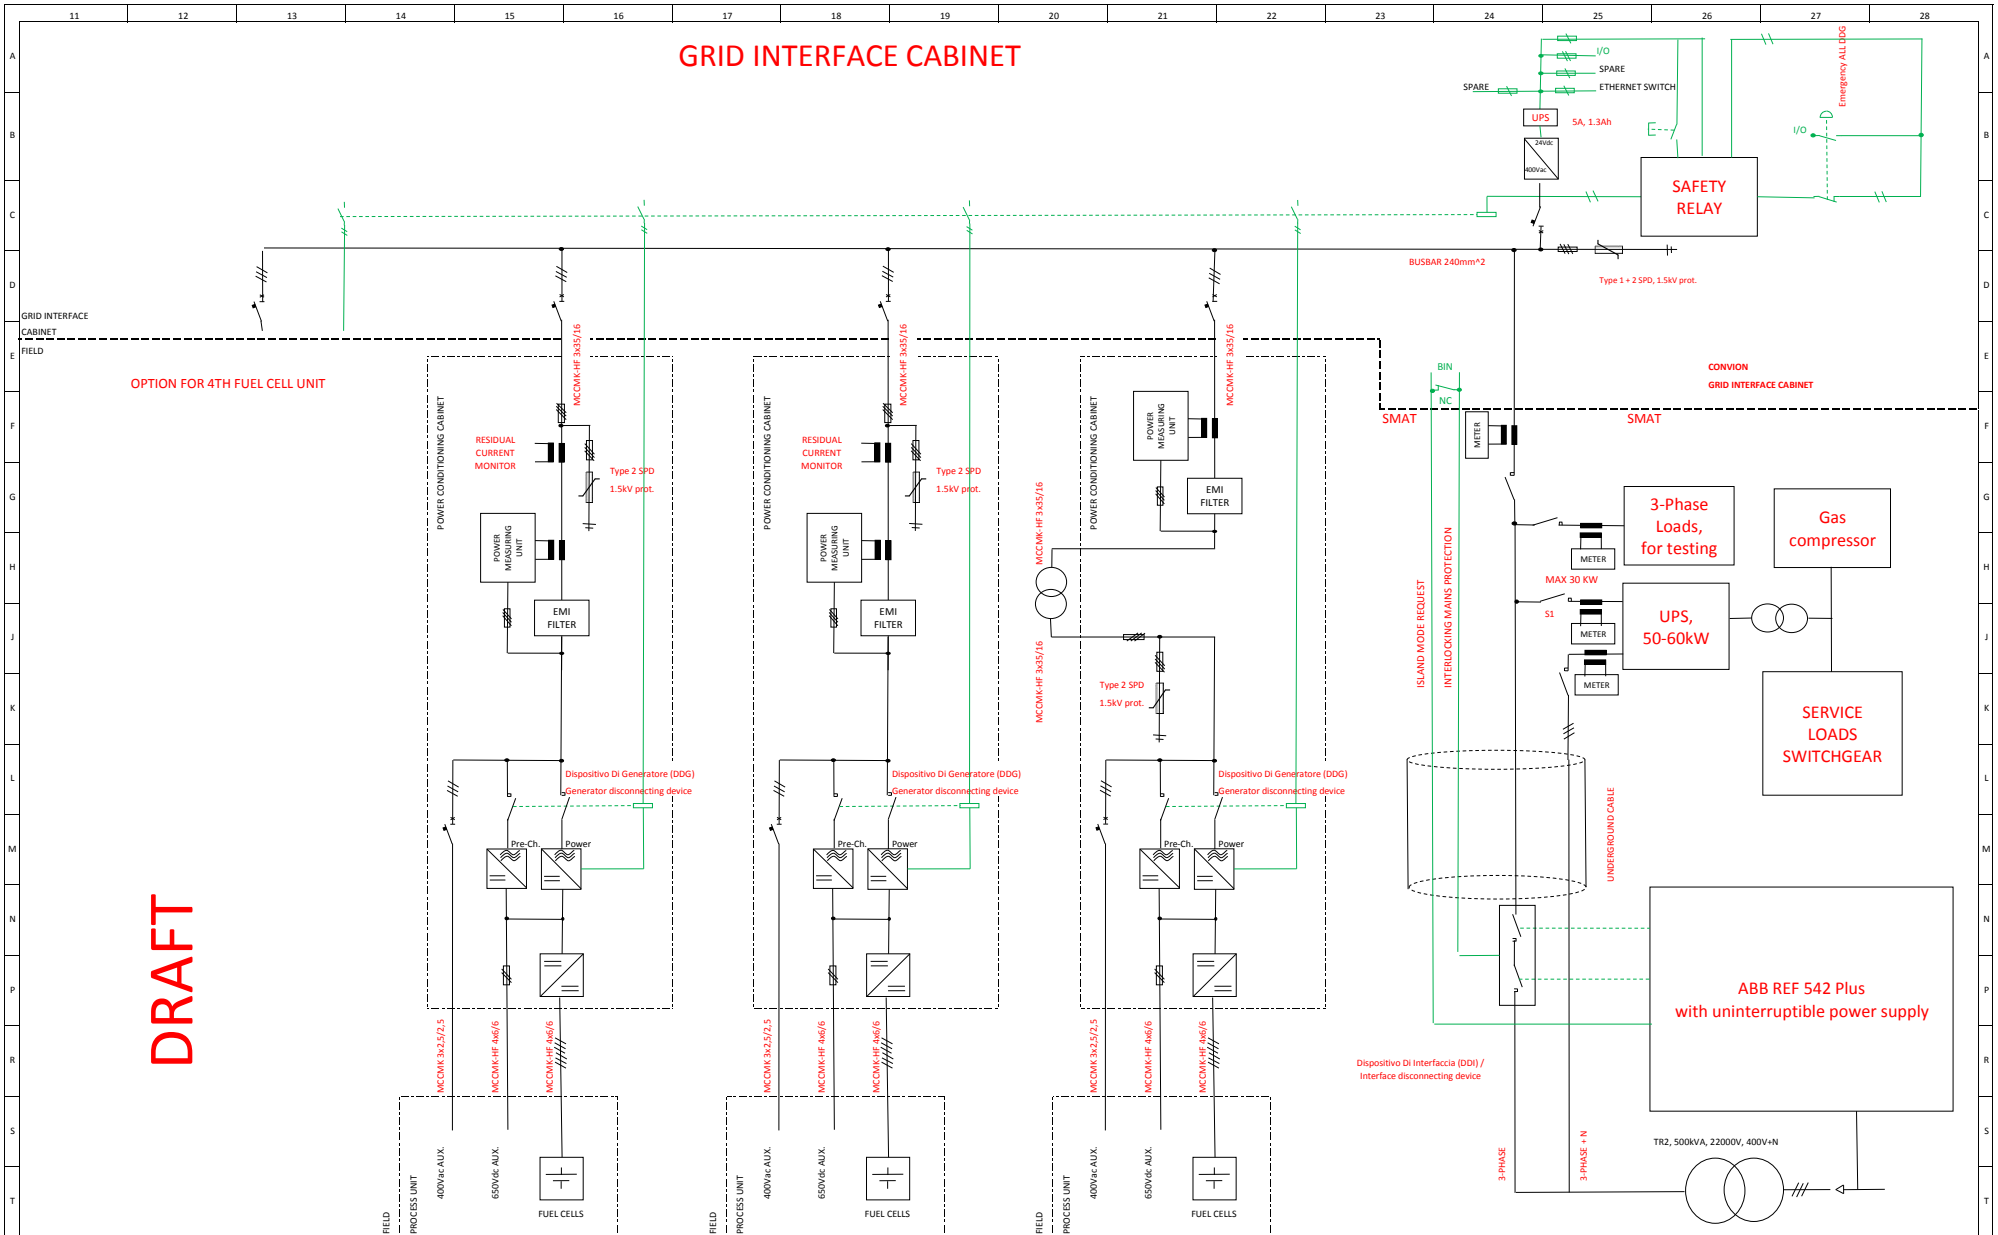 11 12 13 14 15 16 17 18 19 20 21 22 23 24 25 26 27 28
GRID INTERFACE CABINET
A
B
C
D
E
F
G
H
J
K
L
M
N
P
R
S
T
I/O
SPARE
SPARE
ETHERNET SWITCH
UPS
5A, 1.3Ah
24Vdc
400Vac
Emergency ALL DDG
I/O
SAFETY
RELAY
BUSBAR 240mm^2
Type 1 + 2 SPD, 1.5kV prot.
GRID INTERFACE
CABINET
FIELD
OPTION FOR 4TH FUEL CELL UNIT
DRAFT
MCCMK-HF 3x35/16
POWER CONDITIONING CABINET
RESIDUAL
CURRENT
MONITOR
Type 2 SPD
1.5kV prot.
POWER
MEASURING
UNIT
EMI
FILTER
Dispositivo Di Generatore (DDG)
Generator disconnecting device
Pre-Ch.
Power
MCCMK 3x2,5/2,5
MCCMK-HF 4x6/6
MCCMK-HF 4x6/6
FIELD
PROCESS UNIT
400Vac AUX.
650Vdc AUX.
FUEL CELLS
MCCMK-HF 3x35/16
POWER CONDITIONING CABINET
RESIDUAL
CURRENT
MONITOR
Type 2 SPD
1.5kV prot.
POWER
MEASURING
UNIT
EMI
FILTER
Dispositivo Di Generatore (DDG)
Generator disconnecting device
Pre-Ch.
Power
MCCMK 3x2,5/2,5
MCCMK-HF 4x6/6
MCCMK-HF 4x6/6
FIELD
PROCESS UNIT
400Vac AUX.
650Vdc AUX.
FUEL CELLS
MCCMK-HF 3x35/16
POWER CONDITIONING CABINET
POWER
MEASURING
UNIT
EMI
FILTER
MCCMK-HF 3x35/16
MCCMK-HF 3x35/16
Type 2 SPD
1.5kV prot.
Dispositivo Di Generatore (DDG)
Generator disconnecting device
Pre-Ch.
Power
MCCMK 3x2,5/2,5
MCCMK-HF 4x6/6
MCCMK-HF 4x6/6
FIELD
PROCESS UNIT
400Vac AUX.
650Vdc AUX.
FUEL CELLS
BIN
NC
CONVION
GRID INTERFACE CABINET
SMAT
SMAT
METER
3-Phase
Loads,
for testing
Gas
compressor
METER
MAX 30 KW
S1
METER
UPS,
50-60kW
METER
SERVICE
LOADS
SWITCHGEAR
ISLAND MODE REQUEST
INTERLOCKING MAINS PROTECTION
UNDERGROUND CABLE
ABB REF 542 Plus
with uninterruptible power supply
Dispositivo Di Interfaccia (DDI) /
Interface disconnecting device
3-PHASE
3-PHASE + N
TR2, 500kVA, 22000V, 400V+N
A
B
C
D
E
F
G
H
J
K
L
M
N
P
R
S
T